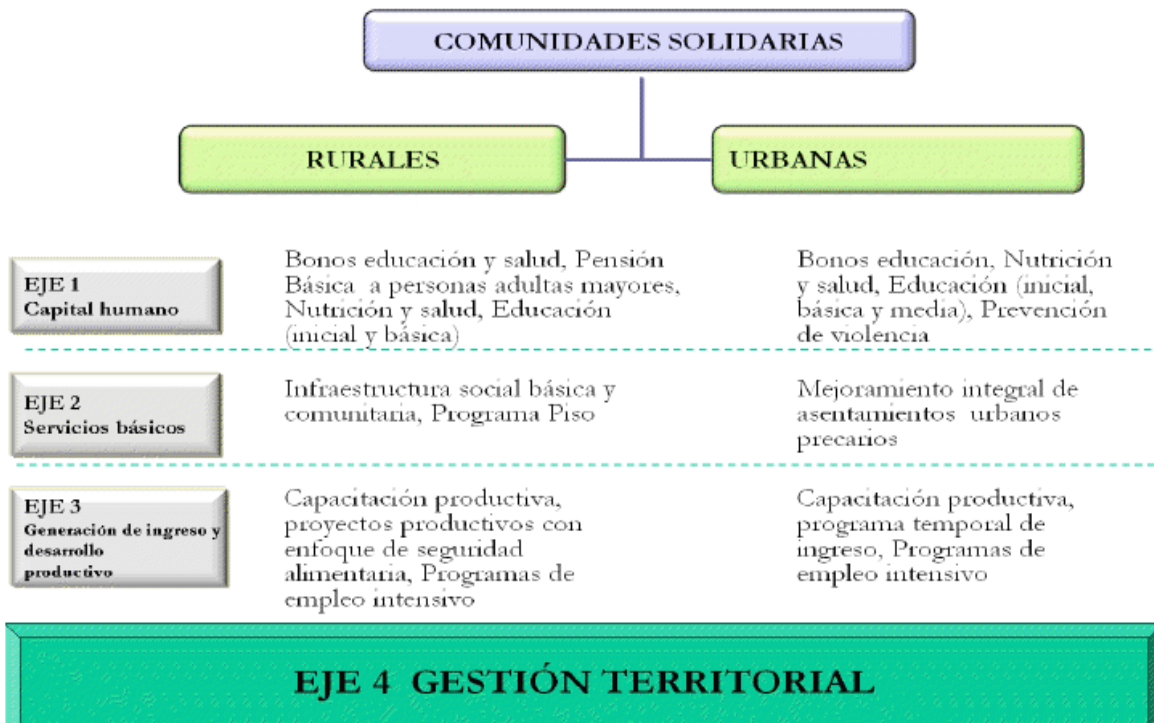 COMUNIDADES SOLIDARIAS
RURALES
URBANAS
EJE 1
Capital humano
Bonos educación y salud, Pensión
Básica a personas adultas mayores,
Nutrición y salud, Educación
(inicial y básica)
Bonos educación, Nutrición
y salud, Educación (inicial,
básica y media), Prevención
de violencia
EJE 2
Servicios básicos
Infraestructura social básica y
comunitaria, Programa Piso
Mejoramiento integral de
asentamientos urbanos
precarios
EJE 3
Generación de ingreso y
desarrollo
productivo
Capacitación productiva,
proyectos productivos con
enfoque de seguridad
alimentaria, Programas de
empleo intensivo
Capacitación productiva,
programa temporal de
ingreso, Programas de
empleo intensivo
EJE 4 GESTIÓN TERRITORIAL